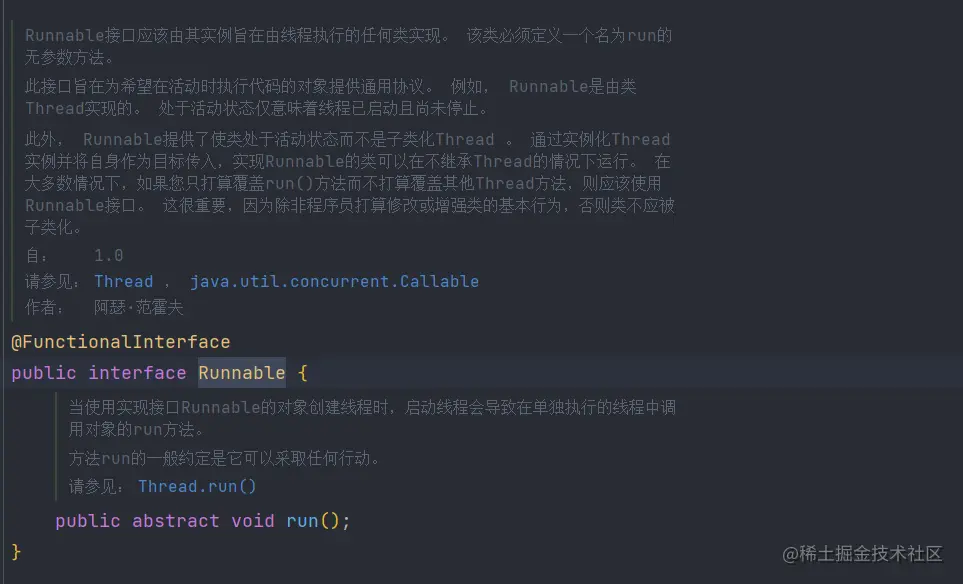 Runnable接口应该由其实例旨在由线程执行的任何类实现。 该类必须定义一个名为run的
无参数方法。
此接口旨在为希望在活动时执行代码的对象提供通用协议。 例如, Runnable是由类
Thread实现的。 处于活动状态仅意味着线程已启动且尚未停止。
此外, Runnable提供了使类处于活动状态而不是子类化Thread 。 通过实例化Thread
实例并将自身作为目标传入,实现Runnable的类可以在不继承Thread的情况下运行。 在
大多数情况下,如果您只打算覆盖run()方法而不打算覆盖其他Thread方法,则应该使用
Runnable接口。 这很重要,因为除非程序员打算修改或增强类的基本行为,否则类不应被
子类化。
自: 1.0
请参见: Thread , java.util.concurrent.Callable
作者: 阿瑟·范霍夫
@FunctionalInterface
public interface Runnable {
当使用实现接口Runnable的对象创建线程时,启动线程会导致在单独执行的线程中调
用对象的run方法。
方法run的一般约定是它可以采取任何行动。
请参见: Thread.run()
public abstract void run();
}
@稀土掘金技术社区